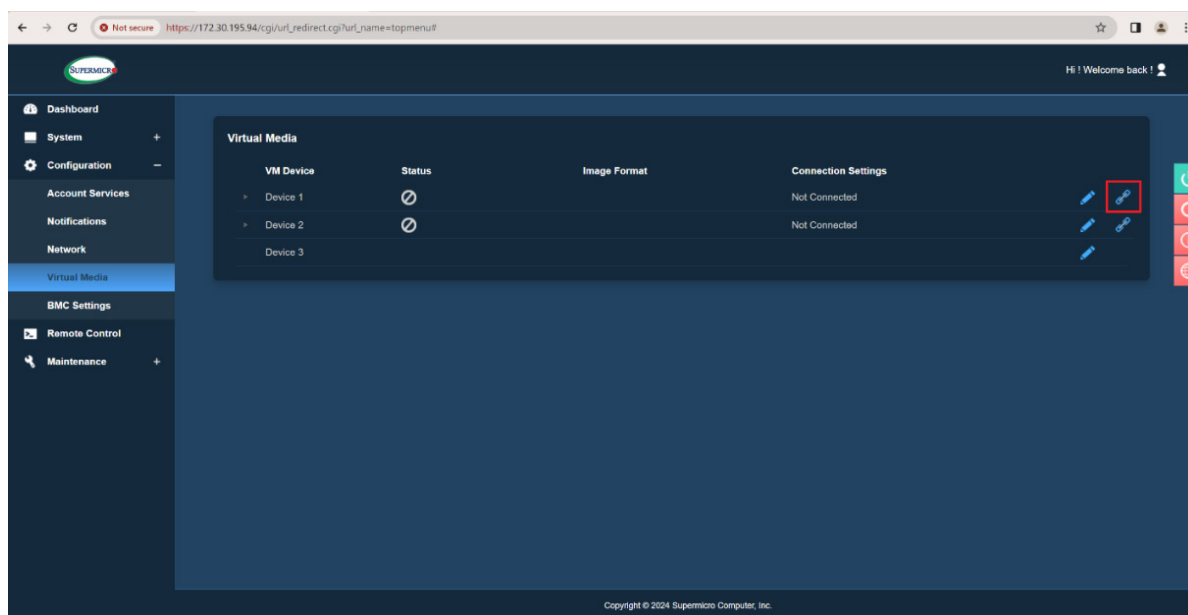 Not secure https://172.30.195.94/cgi/url_redirect.cgi?url_name=topmenu#
SUPERMICR
Hi ! Welcome back !
Dashboard
System +
Configuration −
Account Services
Notifications
Network
Virtual Media
BMC Settings
Remote Control
Maintenance +
Virtual Media
VM Device Status Image Format Connection Settings
Device 1 Not Connected
Device 2 Not Connected
Device 3
Copyright © 2024 Supermicro Computer, Inc.